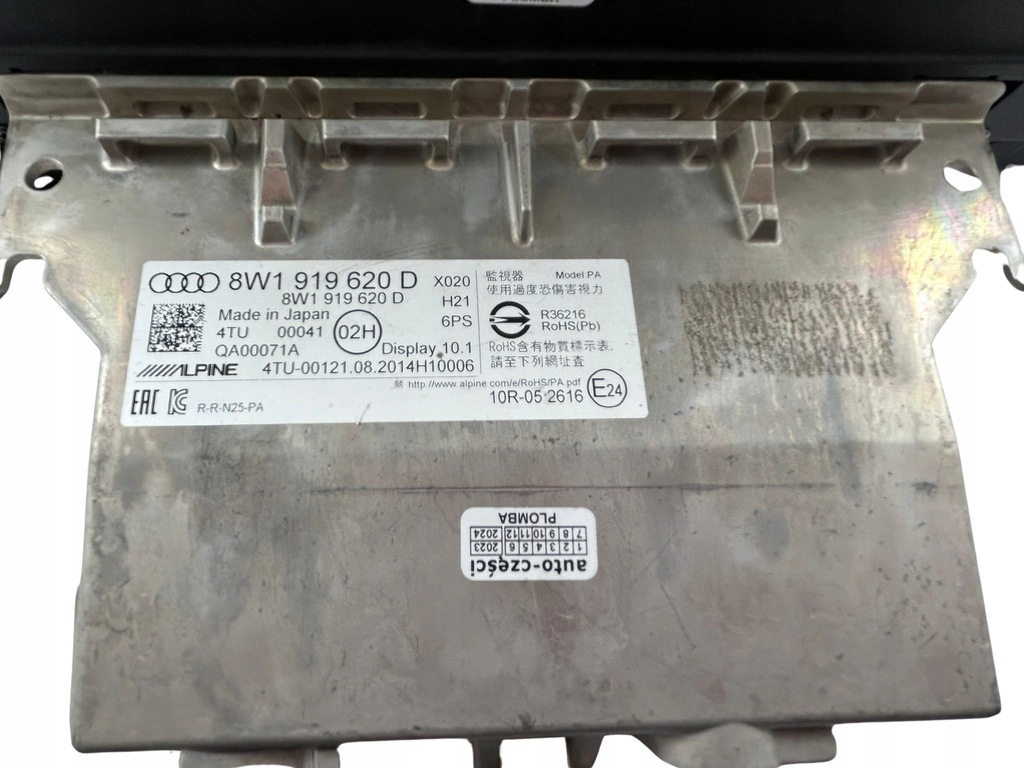 8W1 919 620 D X020
8W1 919 620 D H21
Made in Japan 6PS
4TU 00041 02H
QA00071A Display 10.1
ALPINE 4TU-00121.08.2014H10006
EAC R-R-N25-PA
監視器 Model PA
使用過度恐傷害視力
R36216
RoHS(Pb)
RoHS含有物質標示表.
請至下列網址查
閱 http://www.alpine.com/e/RoHS/PA.pdf
10R-05 2616 E24
auto-części
1 2 3 4 5 6 2023
7 8 9 10 11 12 2024
PLOMBA